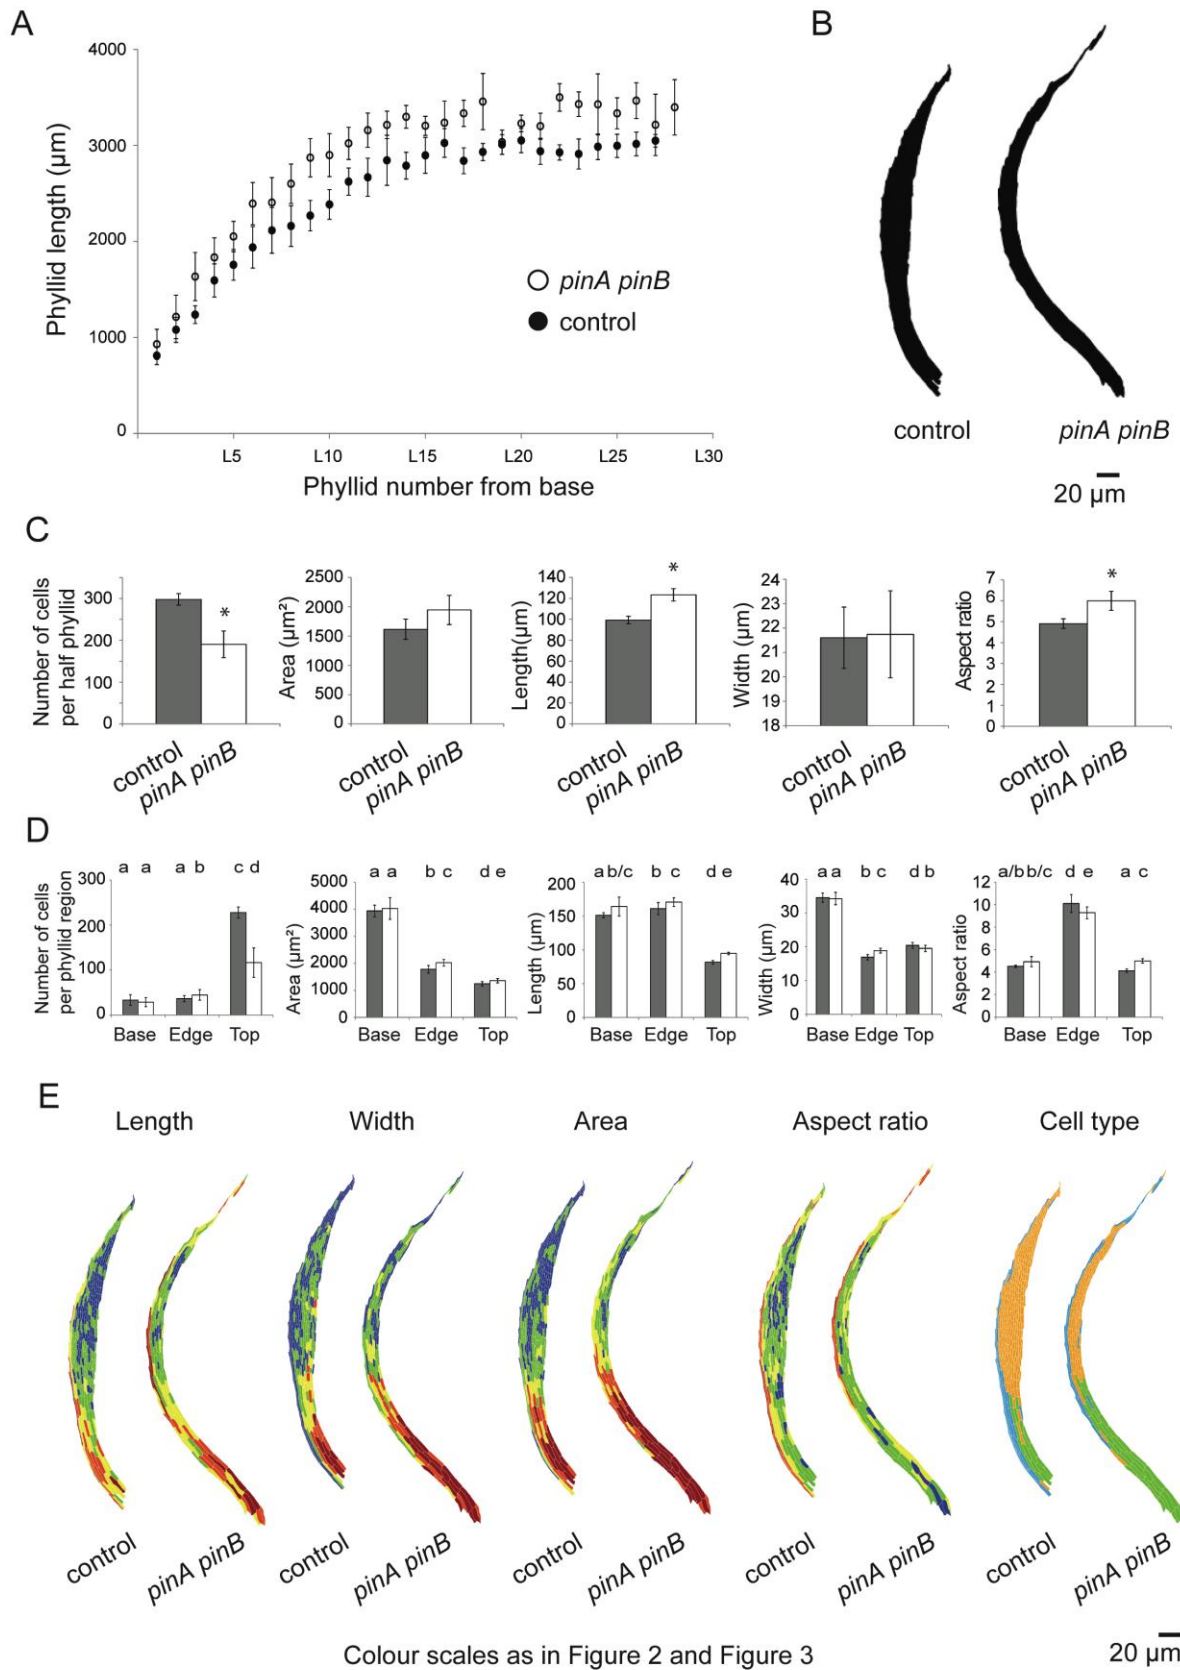 A
Phyllid length (µm)
4000
3000
2000
1000
0
L5 L10 L15 L20 L25 L30
Phyllid number from base
pinA pinB
control
B
control pinA pinB
20 µm
C
Number of cells
per half phyllid
300
200
100
0
control
pinA pinB
Area (µm²)
2500
2000
1500
1000
500
0
control
pinA pinB
Length(µm)
140
120
100
80
60
40
20
0
*
control
pinA pinB
Width (µm)
24
23
22
21
20
19
18
control
pinA pinB
Aspect ratio
7
6
5
4
3
2
1
0
*
control
pinA pinB
*
D
Number of cells
per phyllid region
300
200
100
0
a a a b c d
Base Edge Top
Area (µm²)
5000
4000
3000
2000
1000
0
a a b c d e
Base Edge Top
Length (µm)
200
150
100
50
0
a b/c b c d e
Base Edge Top
Width (µm)
40
30
20
10
0
a a b c d b
Base Edge Top
Aspect ratio
12
10
8
6
4
2
0
a/b b/c d e a c
Base Edge Top
E
Length Width Area Aspect ratio Cell type
control pinA pinB control pinA pinB control pinA pinB control pinA pinB control pinA pinB
Colour scales as in Figure 2 and Figure 3
20 µm